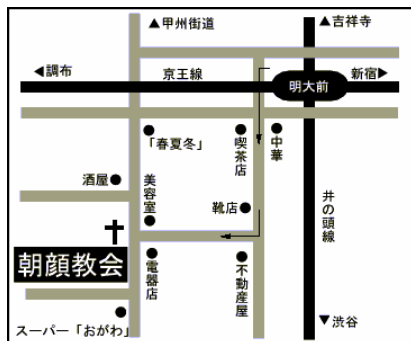 ▲甲州街道
▲吉祥寺
◀調布
京王線
新宿▶
明大前
「春夏冬」
喫茶店
中華
酒屋
美容室
靴店
井の頭線
朝顔教会
電器店
不動産屋
スーパー「おがわ」
▼渋谷